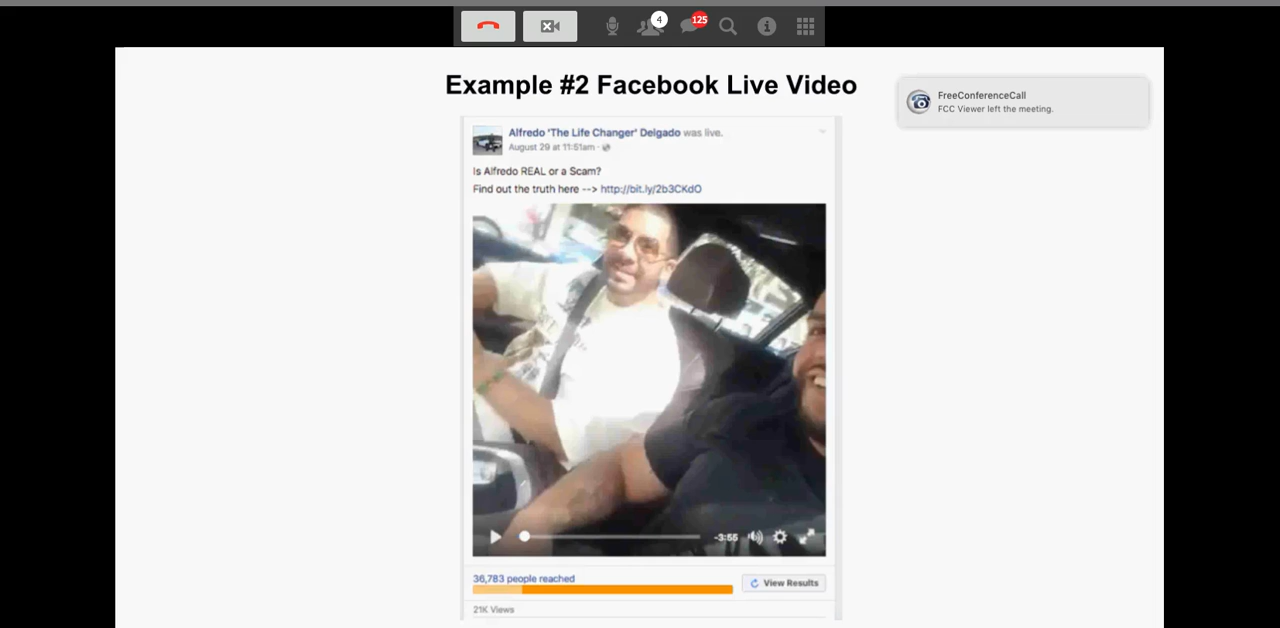 4
125
Example #2 Facebook Live Video
FreeConferenceCall
FCC Viewer left the meeting.
Alfredo 'The Life Changer' Delgado was live.
August 29 at 11:51am ·
Is Alfredo REAL or a Scam?
Find out the truth here --> http://bit.ly/2b3CKdO
-3:55
36,783 people reached
View Results
21K Views